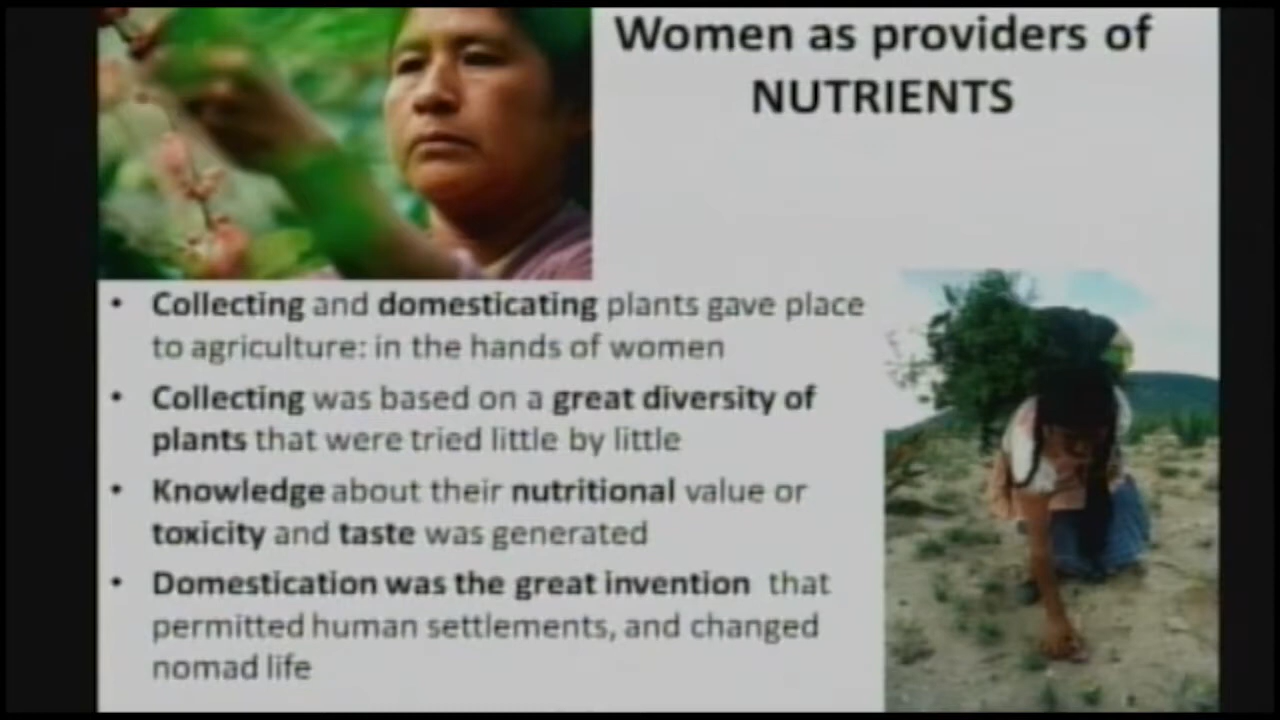 Women as providers of
NUTRIENTS
• Collecting and domesticating plants gave place
to agriculture: in the hands of women
• Collecting was based on a great diversity of
plants that were tried little by little
• Knowledge about their nutritional value or
toxicity and taste was generated
• Domestication was the great invention that
permitted human settlements, and changed
nomad life